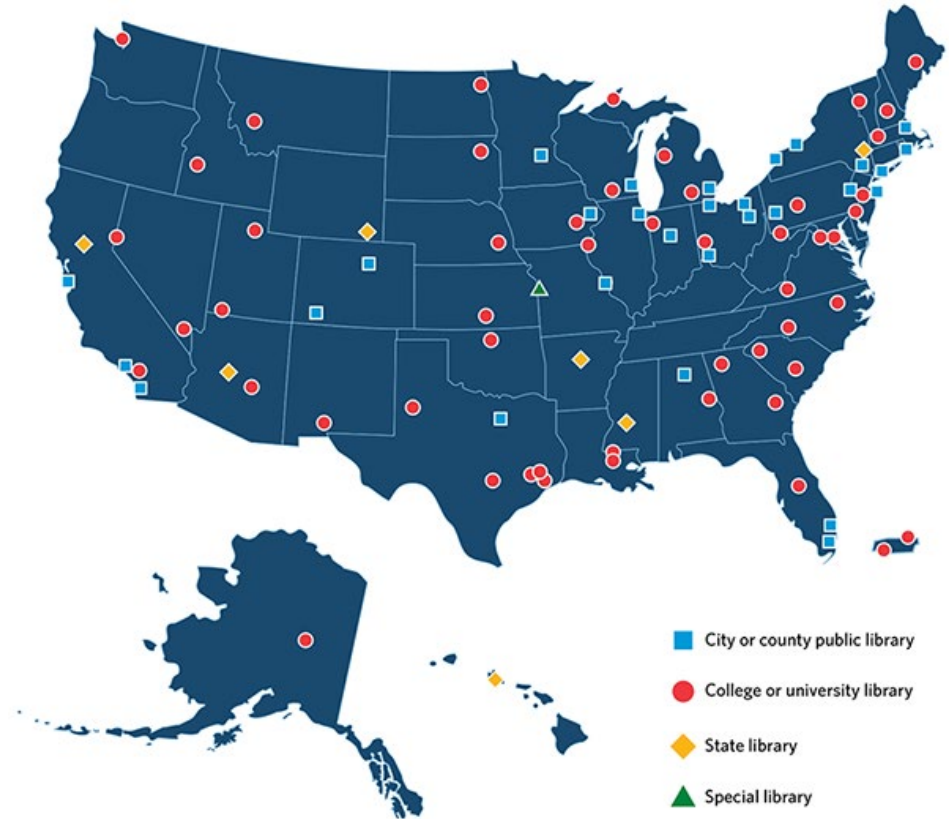 City or county public library
College or university library
State library
Special library